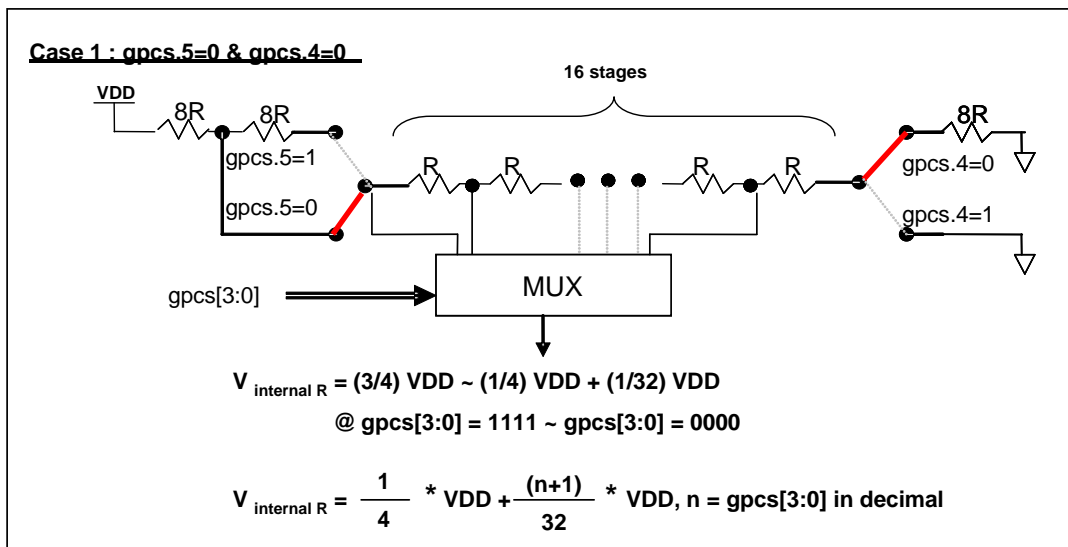 Case 1 : gpcs.5=0 & gpcs.4=0
16 stages
VDD
8R
8R
8R
gpcs.5=1
gpcs.4=0
R
R
R
R
gpcs.5=0
gpcs.4=1
MUX
gpcs[3:0]
V internal R = (3/4) VDD ~ (1/4) VDD + (1/32) VDD
@ gpcs[3:0] = 1111 ~ gpcs[3:0] = 0000
V internal R = 1/4 * VDD + (n+1)/32 * VDD, n = gpcs[3:0] in decimal